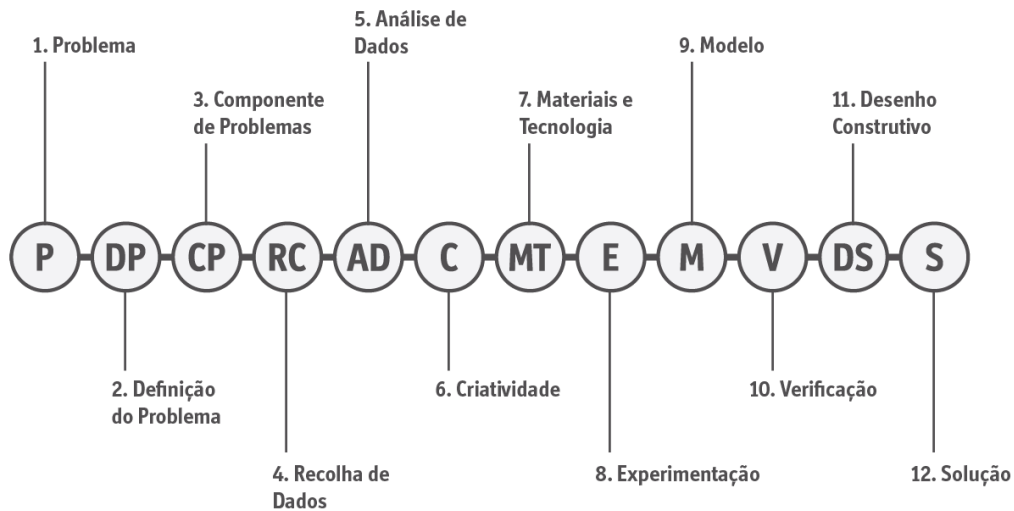 5. Análise de
Dados
1. Problema
9. Modelo
3. Componente
de Problemas
7. Materiais e
Tecnologia
11. Desenho
Construtivo
P
DP
CP
RC
AD
C
MT
E
M
V
DS
S
2. Definição
do Problema
6. Criatividade
10. Verificação
4. Recolha de
Dados
8. Experimentação
12. Solução